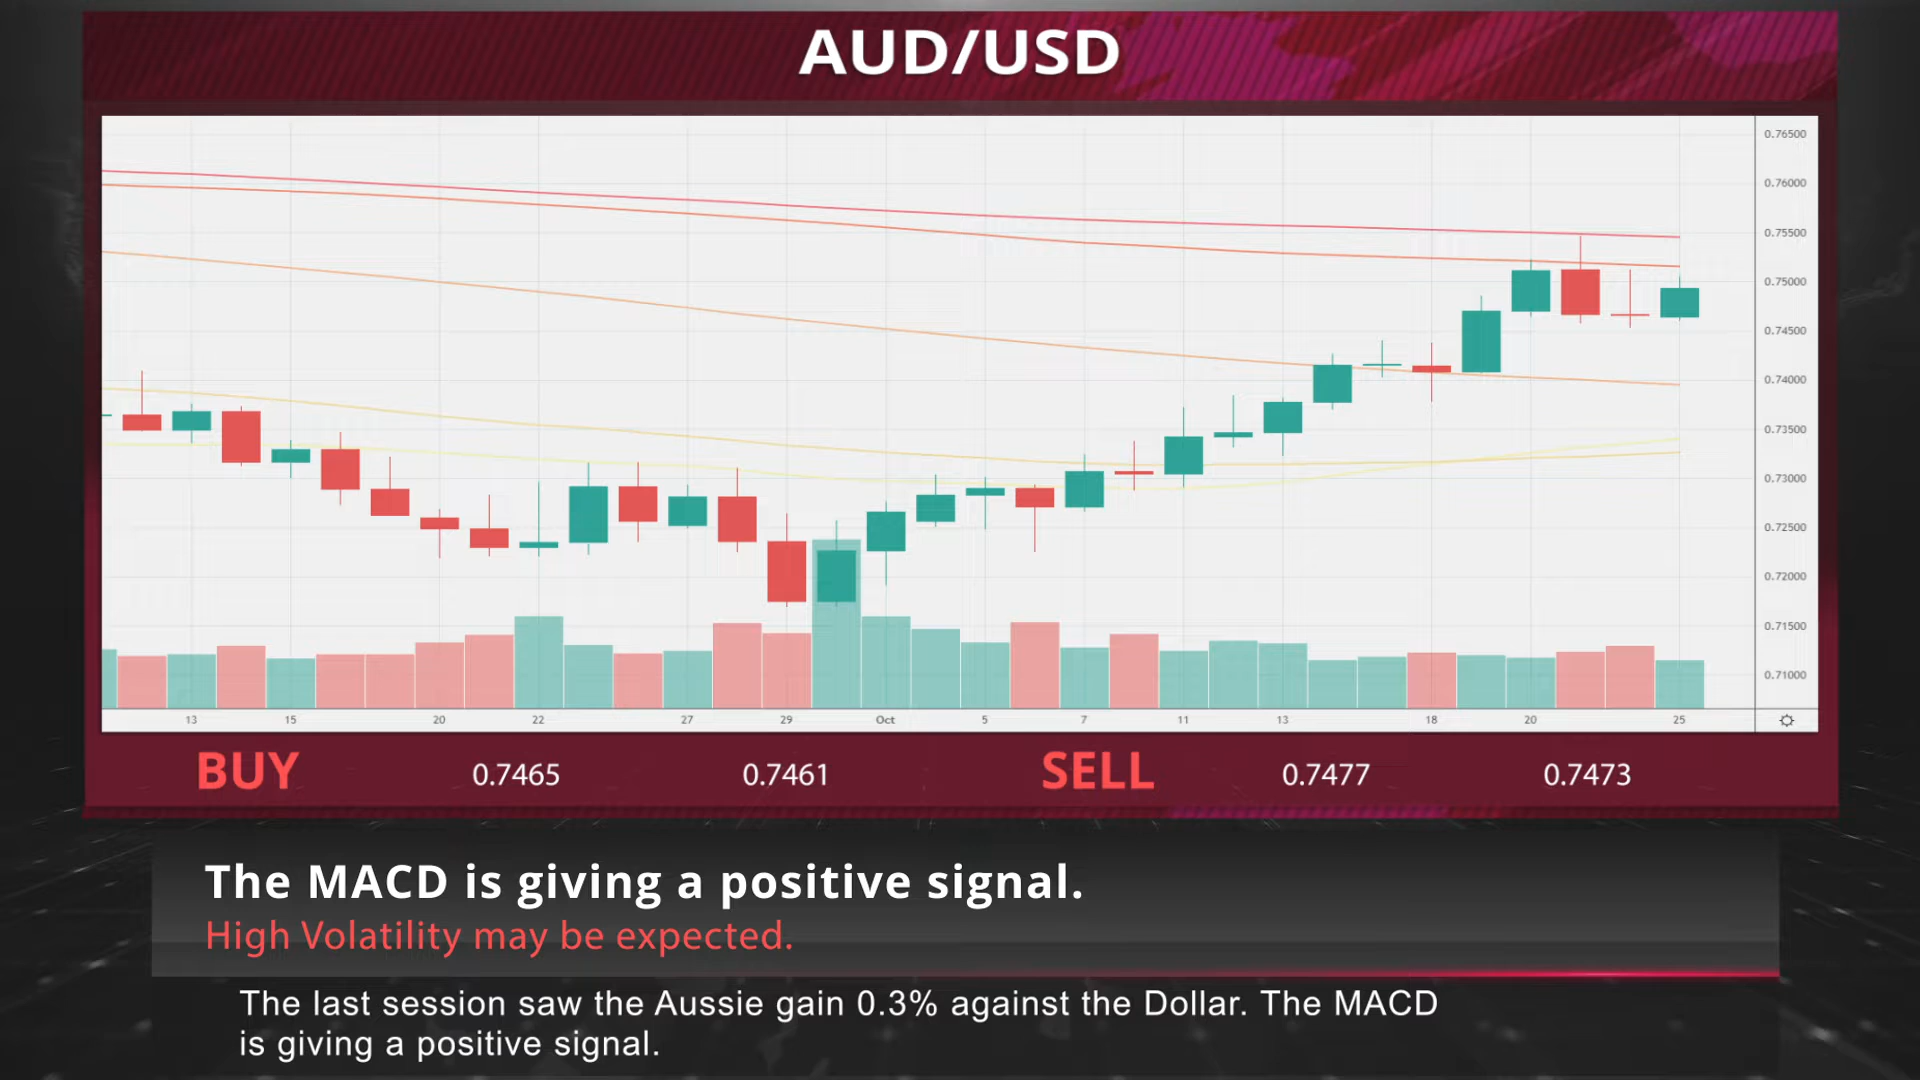 AUD/USD
0.76500
0.76000
0.75500
0.75000
0.74500
0.74000
0.73500
0.73000
0.72500
0.72000
0.71500
0.71000
13 15 20 22 27 29 Oct 5 7 11 13 18 20 25
BUY 0.7465 0.7461 SELL 0.7477 0.7473
The MACD is giving a positive signal.
High Volatility may be expected.
The last session saw the Aussie gain 0.3% against the Dollar. The MACD
is giving a positive signal.